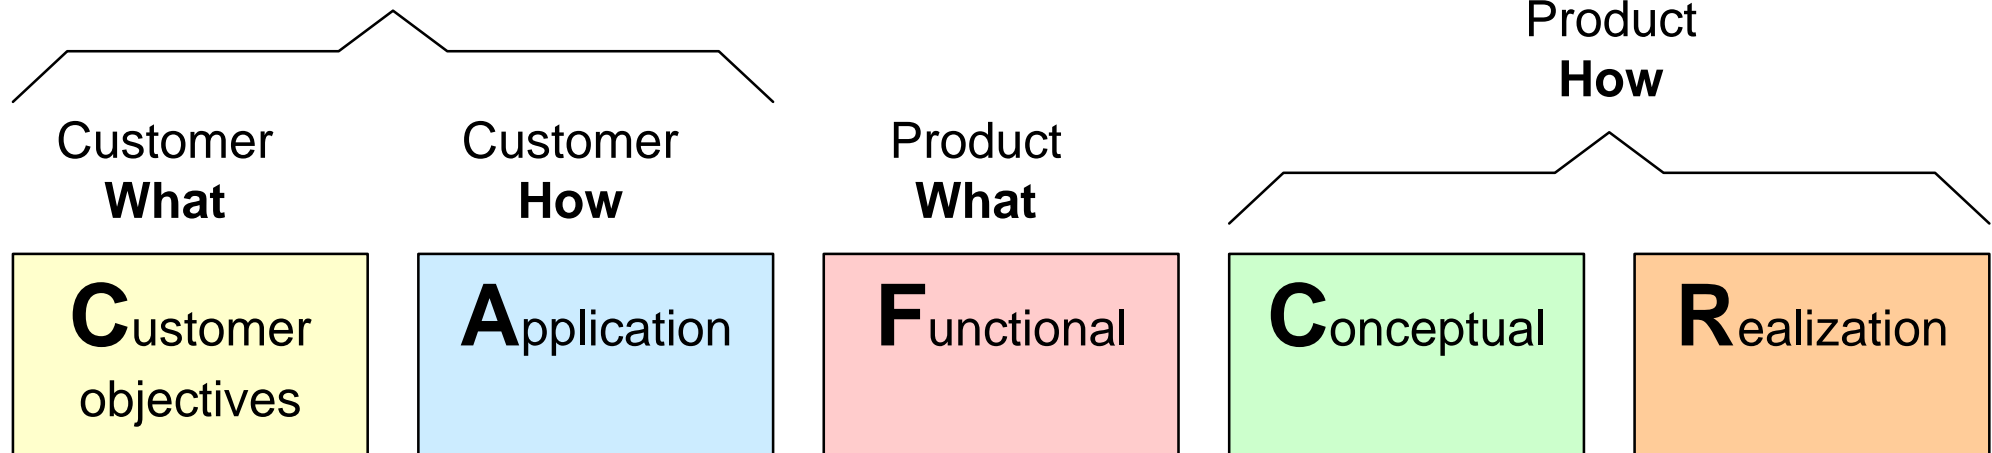 Product
How
Customer
What
Customer
How
Product
What
Customer
objectives
Application
Functional
Conceptual
Realization